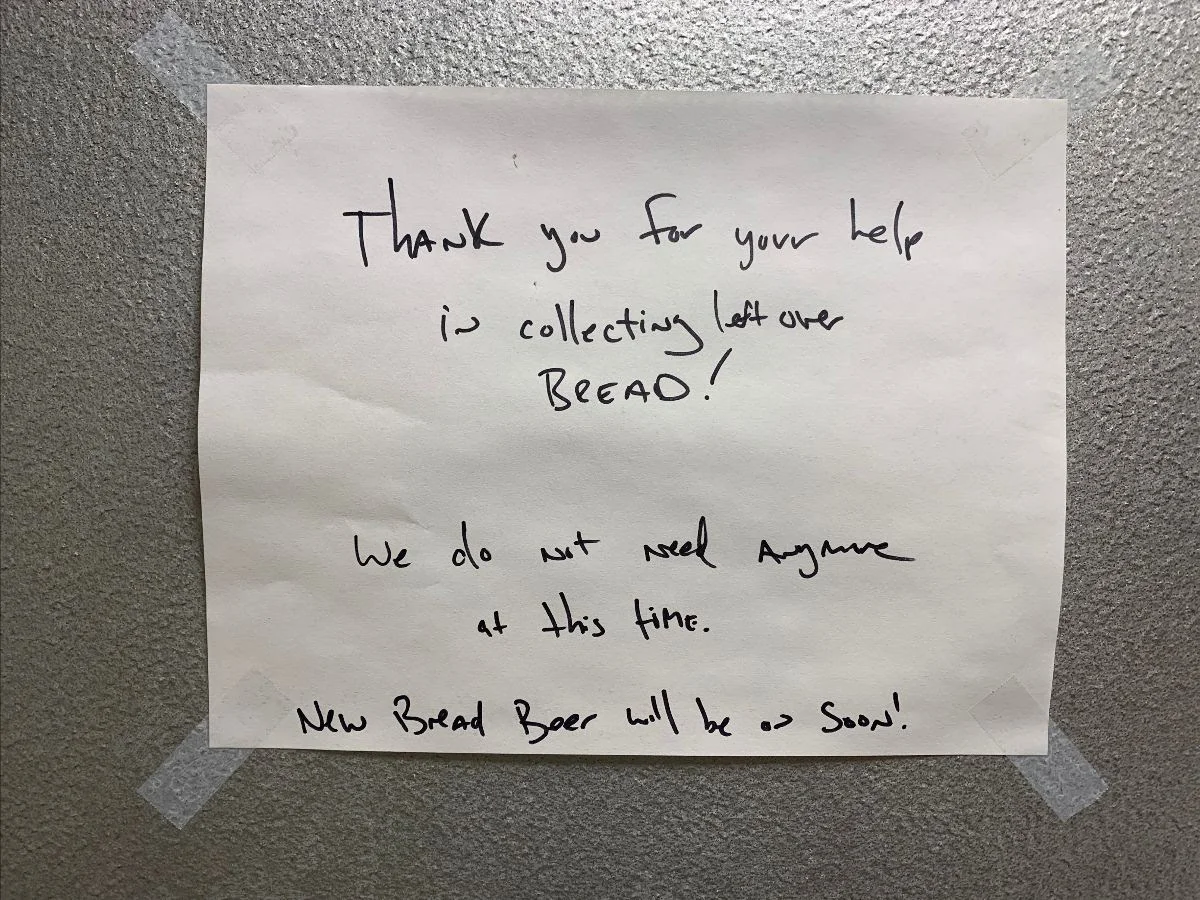 Thank you for your help
in collecting left over
BREAD!
We do not need anymore
at this time.
New Bread Beer will be on Soon!